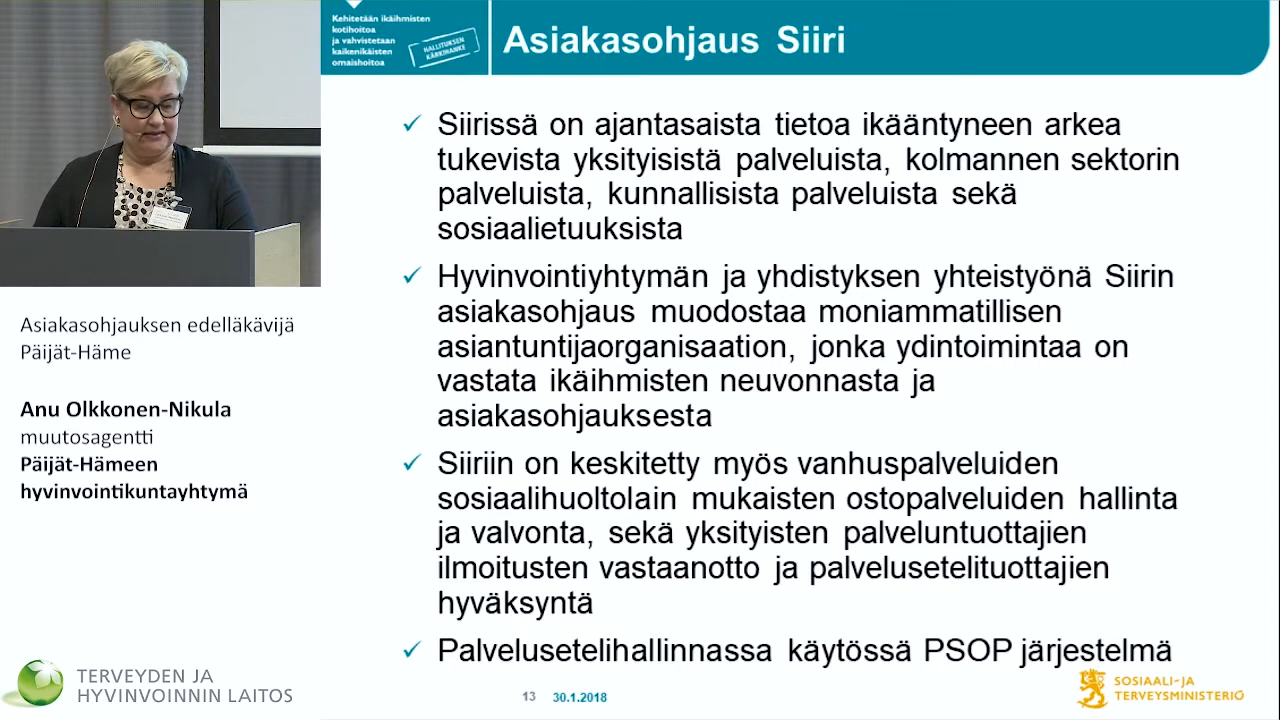 Kehitetään ikäihmisten
kotihoitoa
ja vahvistetaan
kaikenikäisten
omaishoitoa
HALLITUKSEN
KÄRKIHANKE
Asiakasohjaus Siiri
✓ Siirissä on ajantasaista tietoa ikääntyneen arkea
tukevista yksityisistä palveluista, kolmannen sektorin
palveluista, kunnallisista palveluista sekä
sosiaalietuuksista
✓ Hyvinvointiyhtymän ja yhdistyksen yhteistyönä Siirin
asiakasohjaus muodostaa moniammatillisen
asiantuntijaorganisaation, jonka ydintoimintaa on
vastata ikäihmisten neuvonnasta ja
asiakasohjauksesta
✓ Siiriin on keskitetty myös vanhuspalveluiden
sosiaalihuoltolain mukaisten ostopalveluiden hallinta
ja valvonta, sekä yksityisten palveluntuottajien
ilmoitusten vastaanotto ja palvelusetelituottajien
hyväksyntä
✓ Palvelusetelihallinnassa käytössä PSOP järjestelmä
13 30.1.2018
SOSIAALI- JA
TERVEYSMINISTERIÖ
Asiakasohjauksen edelläkävijä
Päijät-Häme
Anu Olkkonen-Nikula
muutosagentti
Päijät-Hämeen
hyvinvointikuntayhtymä
TERVEYDEN JA
HYVINVOINNIN LAITOS